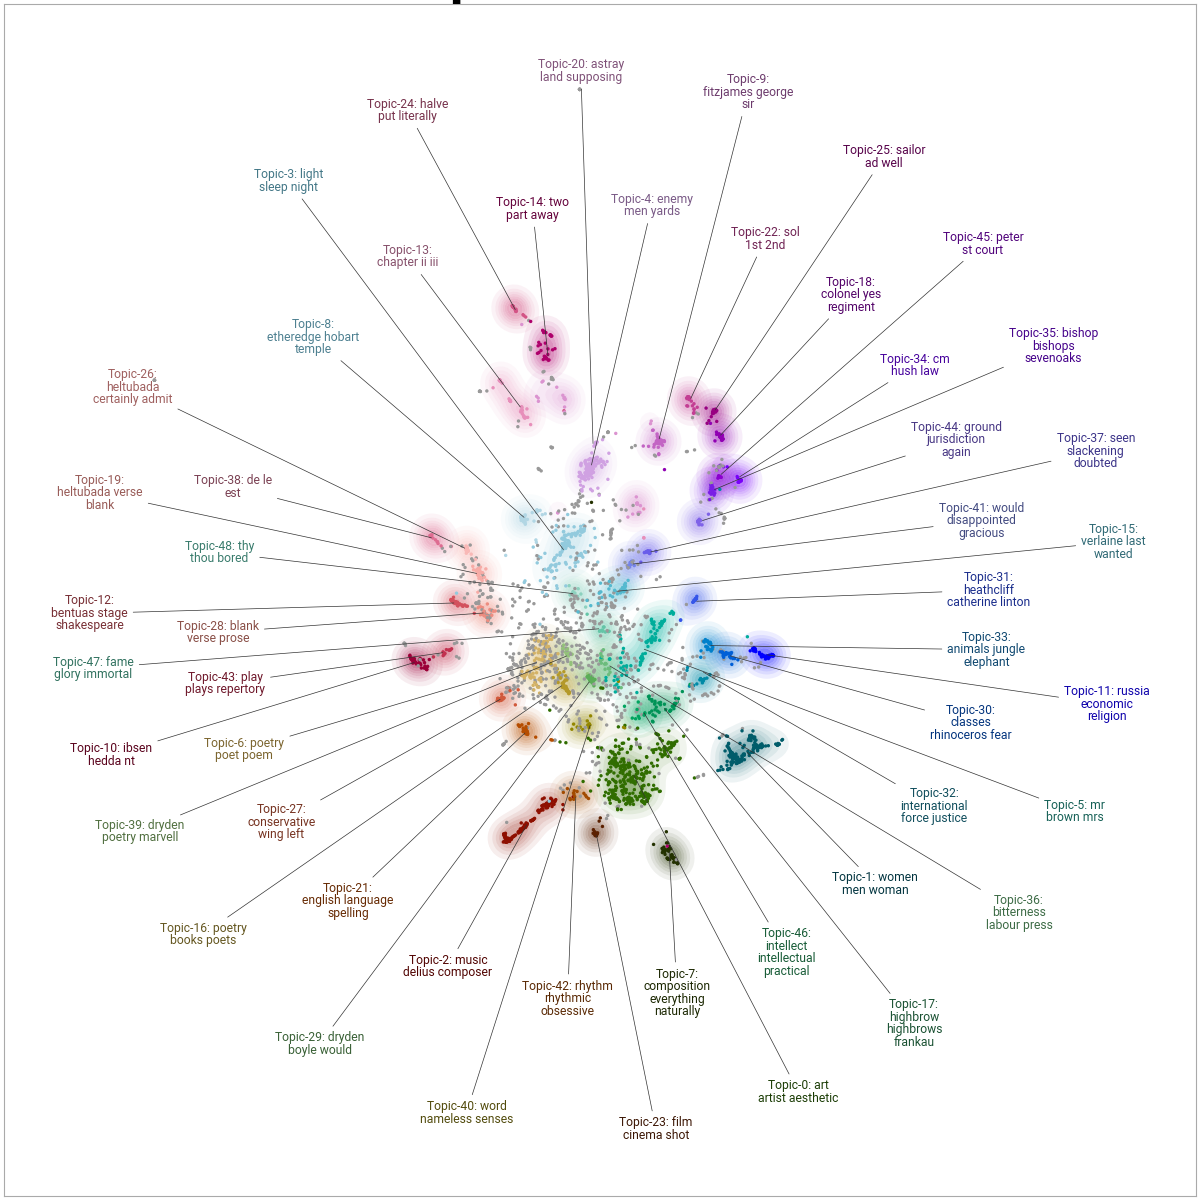 Topic-20: astray
land supposing
Topic-9:
fitzjames george
sir
Topic-24: halve
put literally
Topic-25: sailor
ad well
Topic-3: light
sleep night
Topic-14: two
part away
Topic-4: enemy
men yards
Topic-22: sol
1st 2nd
Topic-45: peter
st court
Topic-13:
chapter ii iii
Topic-18:
colonel yes
regiment
Topic-8:
etheredge hobart
temple
Topic-35: bishop
bishops
sevenoaks
Topic-34: cm
hush law
Topic-26:
heltubada
certainly admit
Topic-44: ground
jurisdiction
again
Topic-37: seen
slackening
doubted
Topic-19:
heltubada verse
blank
Topic-38: de le
est
Topic-41: would
disappointed
gracious
Topic-15:
verlaine last
wanted
Topic-48: thy
thou bored
Topic-31:
heathcliff
catherine linton
Topic-12:
bentuas stage
shakespeare
Topic-28: blank
verse prose
Topic-33:
animals jungle
elephant
Topic-47: fame
glory immortal
Topic-43: play
plays repertory
Topic-11: russia
economic
religion
Topic-30:
classes
rhinoceros fear
Topic-10: ibsen
hedda nt
Topic-6: poetry
poet poem
Topic-32:
international
force justice
Topic-5: mr
brown mrs
Topic-27:
conservative
wing left
Topic-39: dryden
poetry marvell
Topic-1: women
men woman
Topic-21:
english language
spelling
Topic-36:
bitterness
labour press
Topic-16: poetry
books poets
Topic-46:
intellect
intellectual
practical
Topic-2: music
delius composer
Topic-42: rhythm
rhythmic
obsessive
Topic-7:
composition
everything
naturally
Topic-17:
highbrow
highbrows
frankau
Topic-29: dryden
boyle would
Topic-0: art
artist aesthetic
Topic-40: word
nameless senses
Topic-23: film
cinema shot